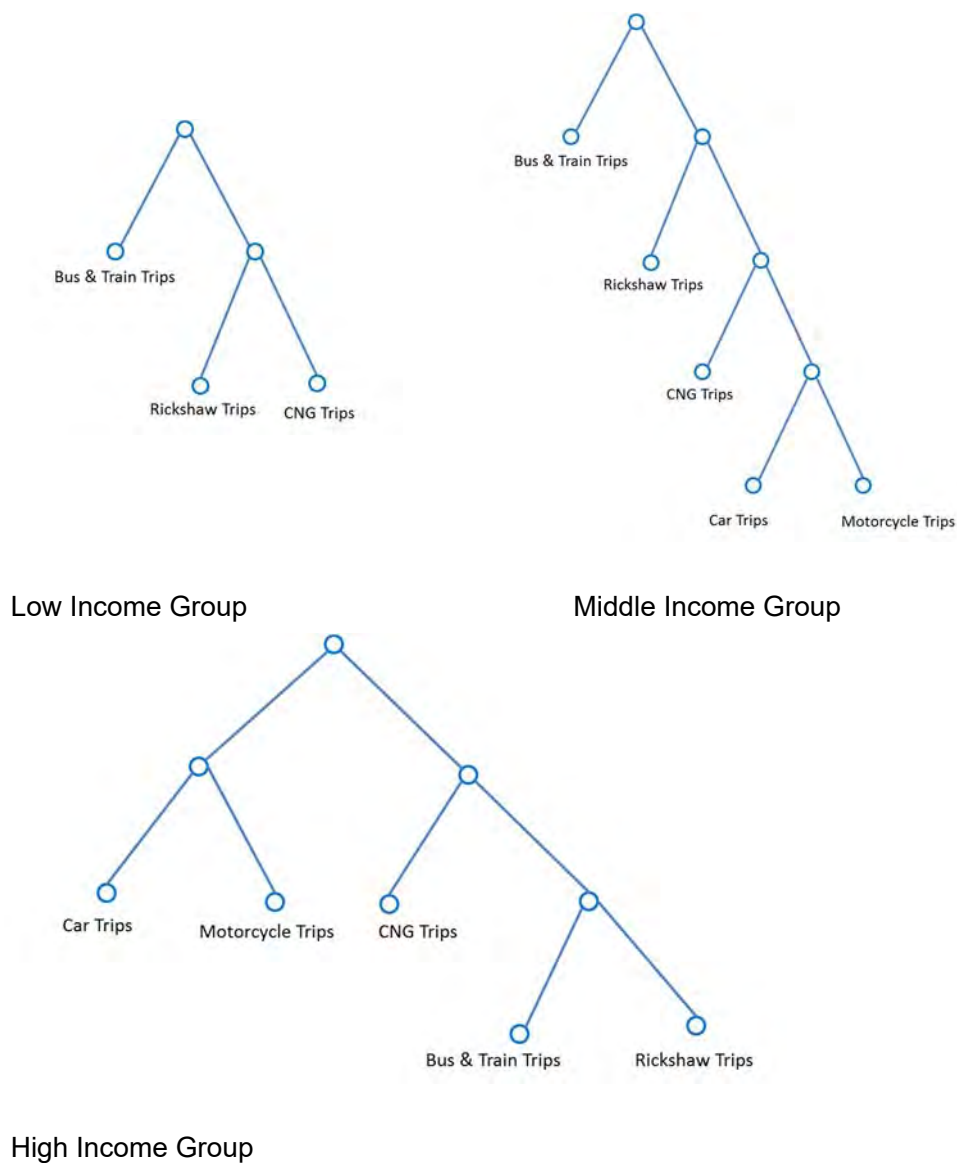 Bus & Train Trips
Rickshaw Trips
CNG Trips
Bus & Train Trips
Rickshaw Trips
CNG Trips
Car Trips
Motorcycle Trips
Low Income Group
Middle Income Group
Car Trips
Motorcycle Trips
CNG Trips
Bus & Train Trips
Rickshaw Trips
High Income Group